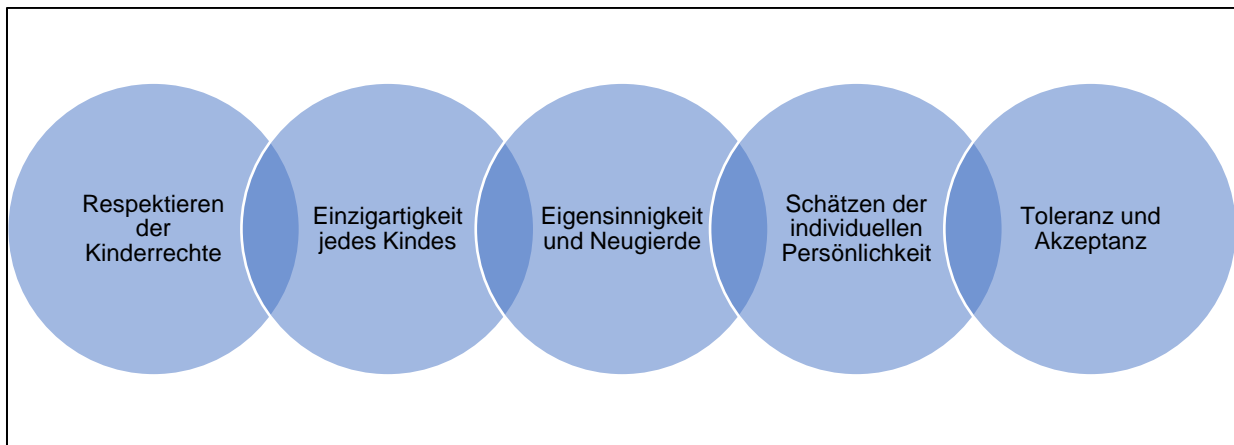 Respektieren
der
Kinderrechte
Einzigartigkeit
jedes Kindes
Eigensinnigkeit
und Neugierde
Schätzen der
individuellen
Persönlichkeit
Toleranz und
Akzeptanz